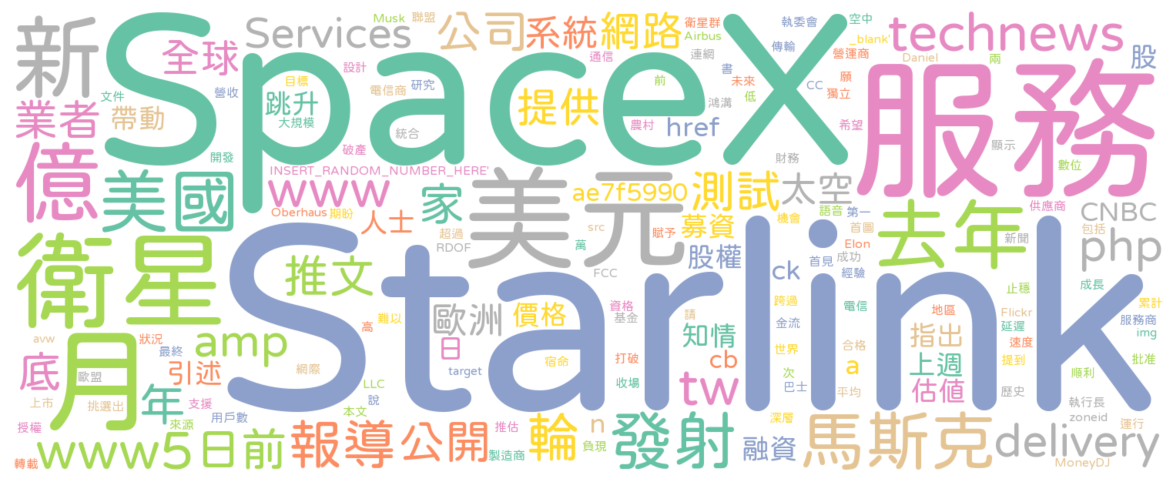 Musk 聯盟 衛星群 執委會 空中
新 SpaceX Services 公司 系統 網路 Airbus 傳輸 營運商 _blank' technews
全球 目標 設計 通信 連網 書 未來 CC 願 Daniel 兩 股
文件 營收 跳升 電信商 研究 提供 前 低 獨立 服務
業者 帶動 大規模 統合 農村 鴻溝 href 希望
開發 破產 財務 顯示 數位
億 美國 INSERT_RANDOM_NUMBER_HERE' 美元 ae7f5990 測試 太空
www 家 Oberhaus 期盼 人士 超過 RDOF src 募資 賦予 機會 語音 第一 首圖 去年 供應商 CNBC
衛星 Starlink 推文 萬 FCC 股權 ck 首見 Elon 成功 經驗 新聞 包括 php
月 amp 歐洲 價格 資格 基金 請 知情 跨過 金流 電信 地區 Flickr 止穩 延遲 成長 累計
avw 狀況 高 難以 日 宿命 打破 cb 世界 合格 指出 速度 服務商 img
底 歐盟 最終 引述 網際 target 收場 次 a 上週 提到 順利 批准
上市 挑選出 年 支援 LLC 說 tw 巴士 平均 估值 歷史 執行長
授權 來源 用戶數 本文 n 深層 zoneid 運行
轉載 www 5日前 報導 公開 推估 製造商 輪 負現 發射 融資 馬斯克 delivery MoneyDJ